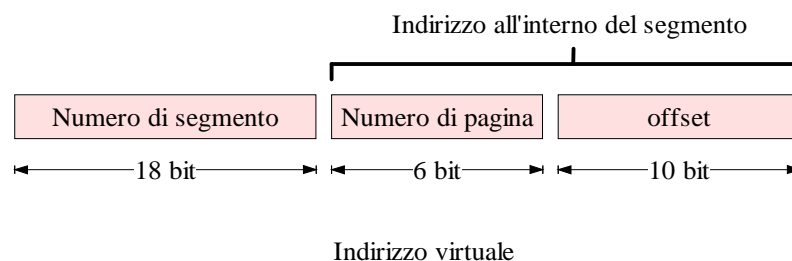 Indirizzo all'interno del segmento
Numero di segmento Numero di pagina offset
18 bit 6 bit 10 bit
Indirizzo virtuale